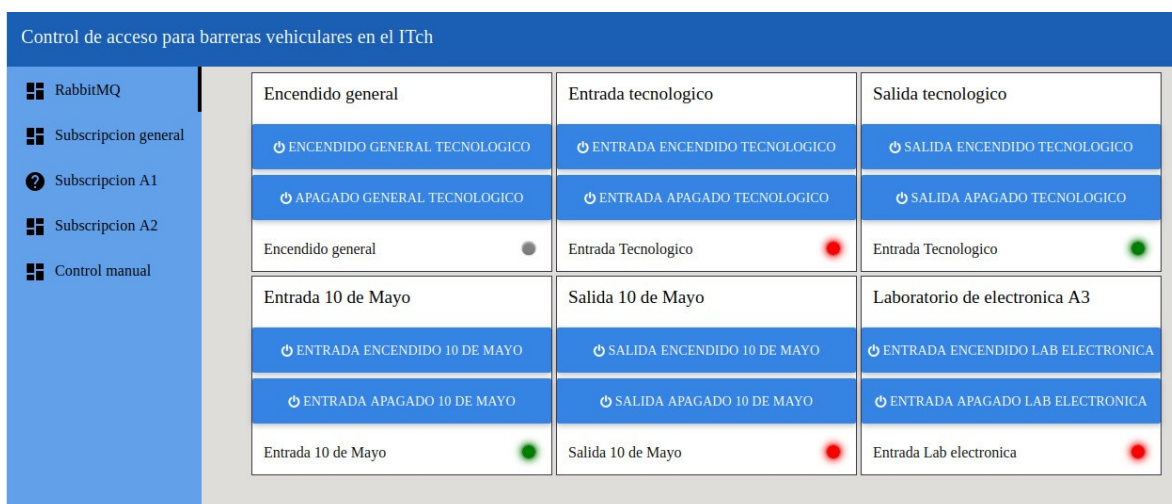 Control de acceso para barreras vehiculares en el ITch
RabbitMQ
Subscripcion general
Subscripcion A1
Subscripcion A2
Control manual
Encendido general
ENCENDIDO GENERAL TECNOLOGICO
APAGADO GENERAL TECNOLOGICO
Encendido general
Entrada tecnologico
ENTRADA ENCENDIDO TECNOLOGICO
ENTRADA APAGADO TECNOLOGICO
Entrada Tecnologico
Salida tecnologico
SALIDA ENCENDIDO TECNOLOGICO
SALIDA APAGADO TECNOLOGICO
Entrada Tecnologico
Entrada 10 de Mayo
ENTRADA ENCENDIDO 10 DE MAYO
ENTRADA APAGADO 10 DE MAYO
Entrada 10 de Mayo
Salida 10 de Mayo
SALIDA ENCENDIDO 10 DE MAYO
SALIDA APAGADO 10 DE MAYO
Salida 10 de Mayo
Laboratorio de electronica A3
ENTRADA ENCENDIDO LAB ELECTRONICA
ENTRADA APAGADO LAB ELECTRONICA
Entrada Lab electronica